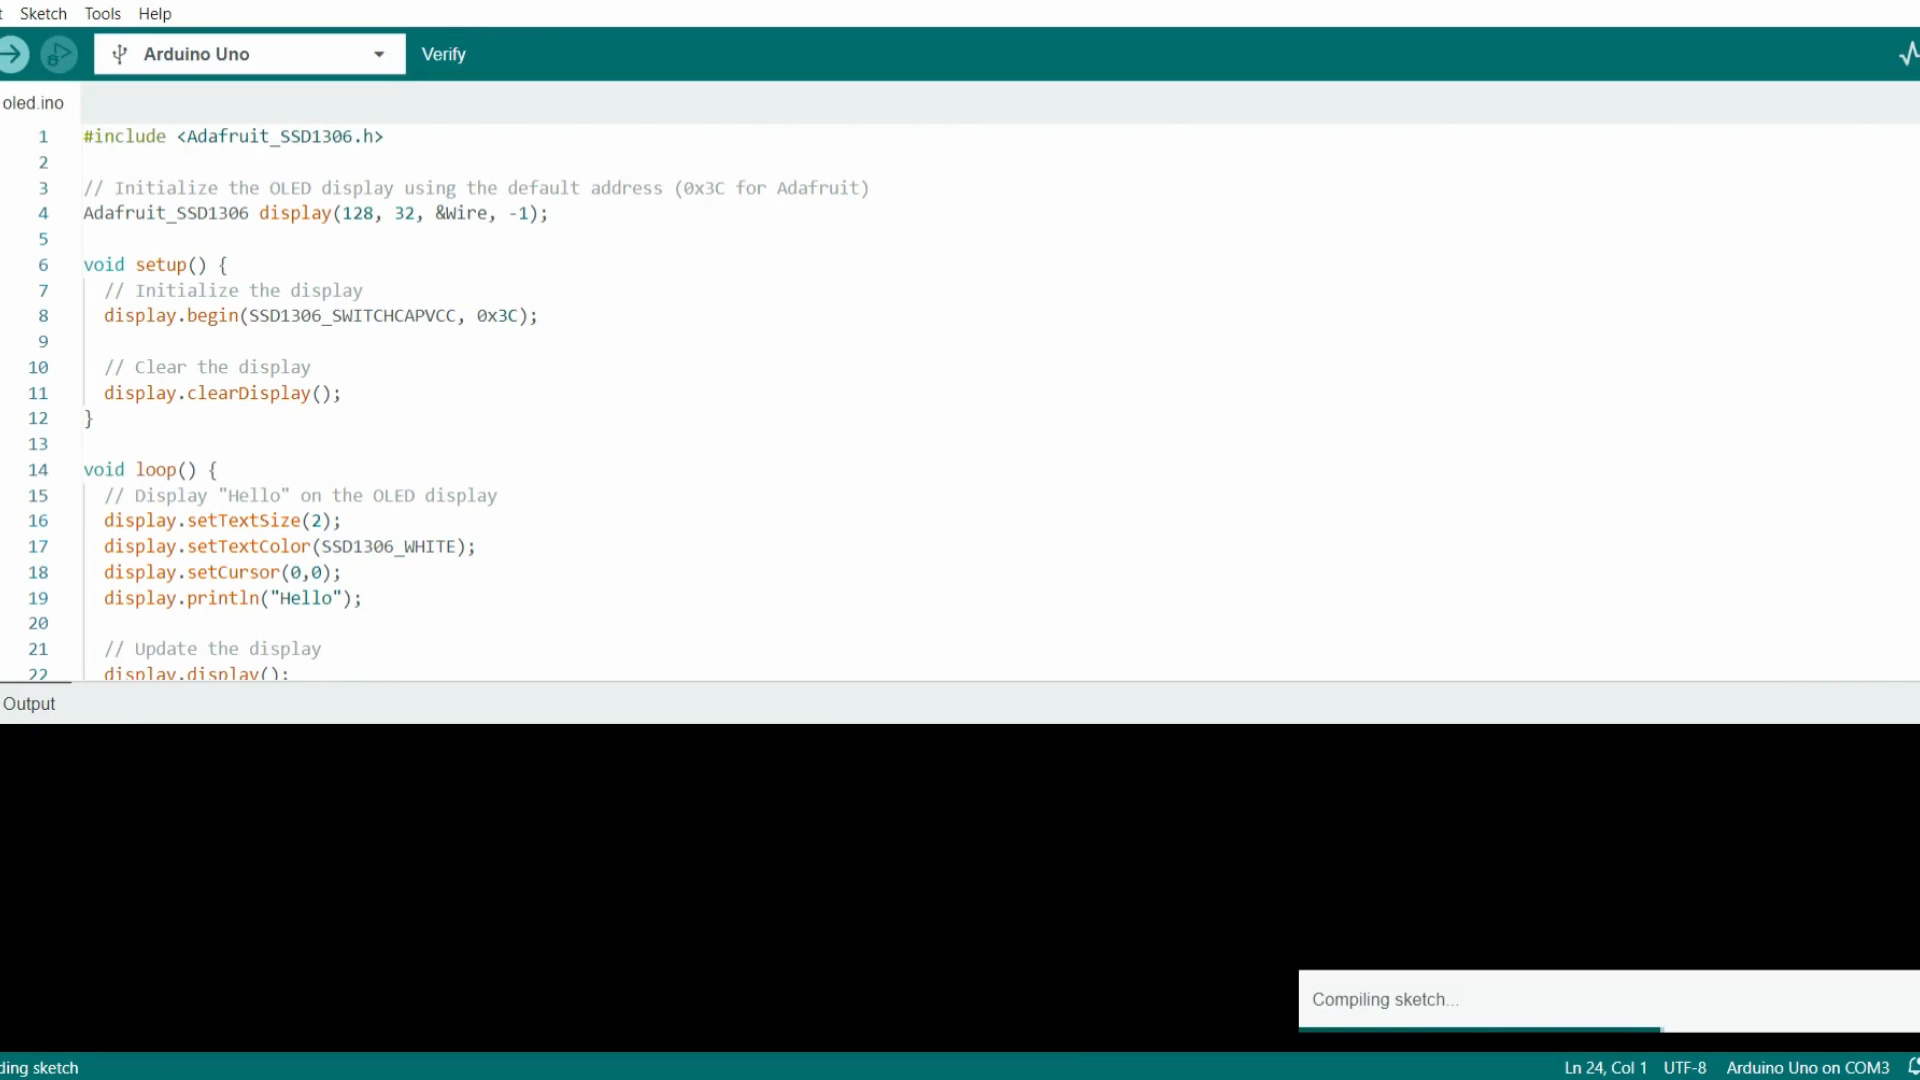 Sketch Tools Help
Arduino Uno Verify
oled.ino
1 #include <Adafruit_SSD1306.h>
2
3 // Initialize the OLED display using the default address (0x3C for Adafruit)
4 Adafruit_SSD1306 display(128, 32, &Wire, -1);
5
6 void setup() {
7 // Initialize the display
8 display.begin(SSD1306_SWITCHCAPVCC, 0x3C);
9
10 // Clear the display
11 display.clearDisplay();
12 }
13
14 void loop() {
15 // Display "Hello" on the OLED display
16 display.setTextSize(2);
17 display.setTextColor(SSD1306_WHITE);
18 display.setCursor(0,0);
19 display.println("Hello");
20
21 // Update the display
22 display.display();
Output
Compiling sketch...
ding sketch Ln 24, Col 1 UTF-8 Arduino Uno on COM3